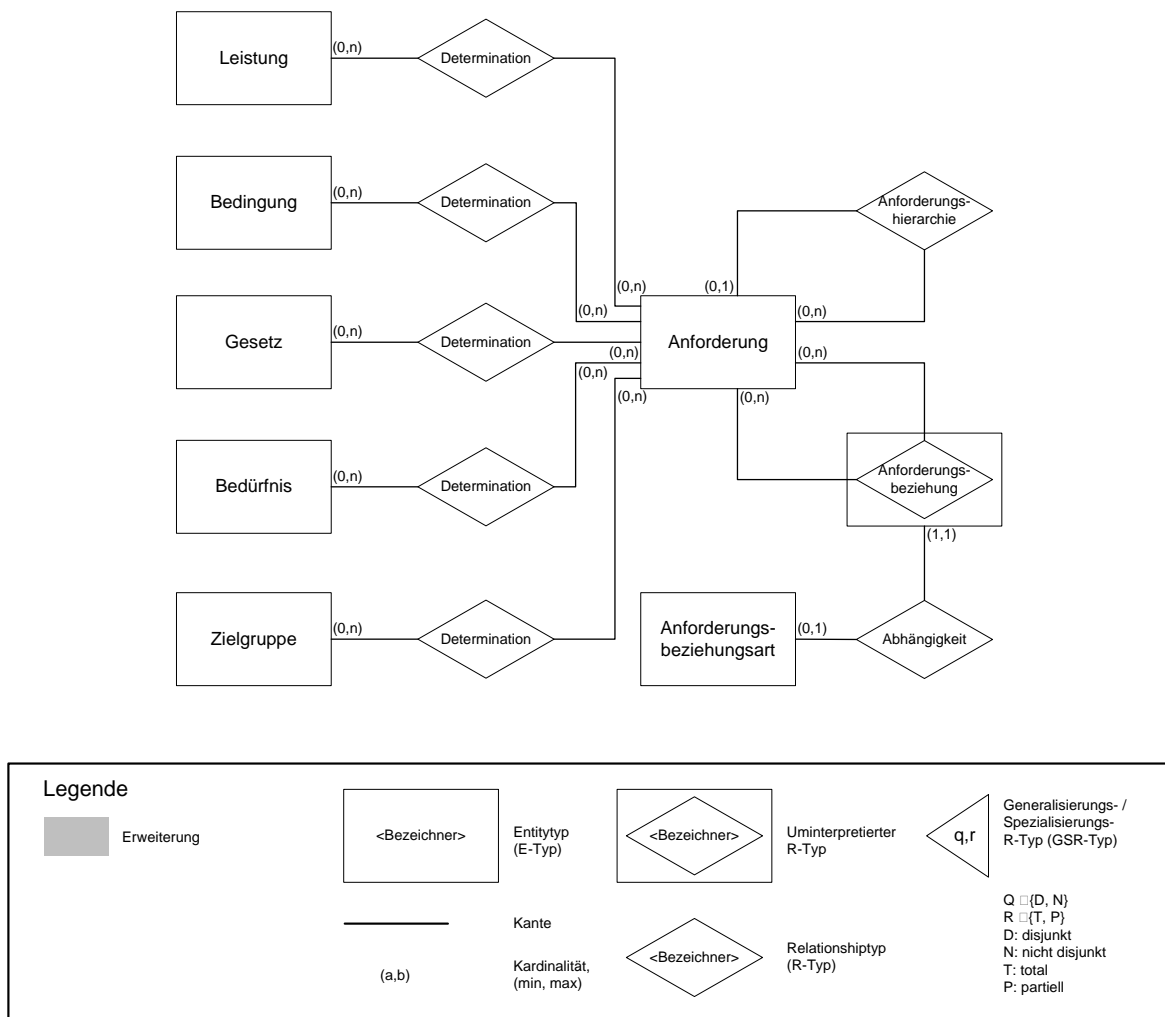 Leistung
(0,n)
Determination
Bedingung
(0,n)
Determination
Anforderungs-
hierarchie
(0,n)
(0,1)
(0,n)
(0,n)
Gesetz
(0,n)
Determination
Anforderung
(0,n)
(0,n)
(0,n)
(0,n)
(0,n)
Bedürfnis
(0,n)
Determination
Anforderungs-
beziehung
(1,1)
Zielgruppe
(0,n)
Determination
Anforderungs-
beziehungsart
(0,1)
Abhängigkeit
Legende
Erweiterung
<Bezeichner>
Entitytyp
(E-Typ)
<Bezeichner>
Uminterpretierter
R-Typ
q,r
Generalisierungs- /
Spezialisierungs-
R-Typ (GSR-Typ)
Kante
(a,b)
Kardinalität,
(min, max)
<Bezeichner>
Relationshiptyp
(R-Typ)
Q □{D, N}
R □{T, P}
D: disjunkt
N: nicht disjunkt
T: total
P: partiell